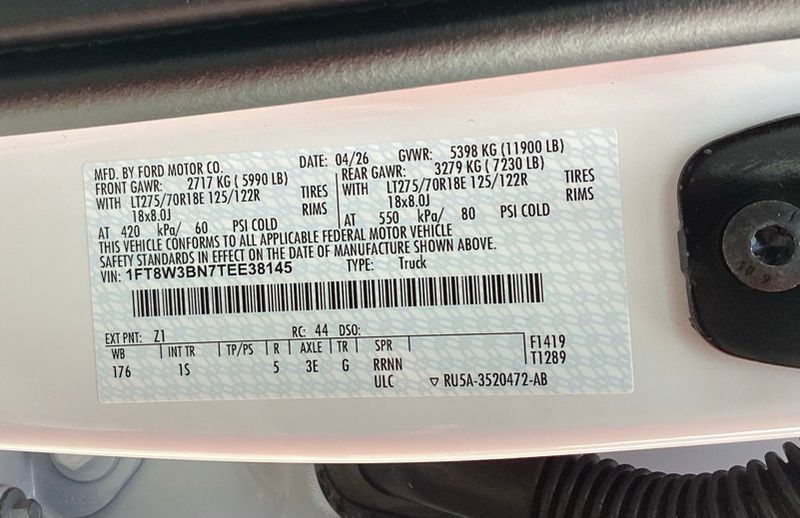 MFD. BY FORD MOTOR CO. DATE: 04/26 GVWR: 5398 KG (11900 LB)
FRONT GAWR: 2717 KG ( 5990 LB) REAR GAWR: 3279 KG ( 7230 LB)
WITH LT275/70R18E 125/122R TIRES WITH LT275/70R18E 125/122R TIRES
18x8.0J RIMS 18x8.0J RIMS
AT 420 kPa/ 60 PSI COLD AT 550 kPa/ 80 PSI COLD
THIS VEHICLE CONFORMS TO ALL APPLICABLE FEDERAL MOTOR VEHICLE
SAFETY STANDARDS IN EFFECT ON THE DATE OF MANUFACTURE SHOWN ABOVE.
VIN: 1FT8W3BN7TEE38145 TYPE: Truck
EXT PNT: Z1 RC: 44 DSO:
WB INT TR TP/PS R AXLE TR SPR F1419
176 1S 5 3E G RRNN T1289
ULC ▽ RU5A-3520472-AB
10.9